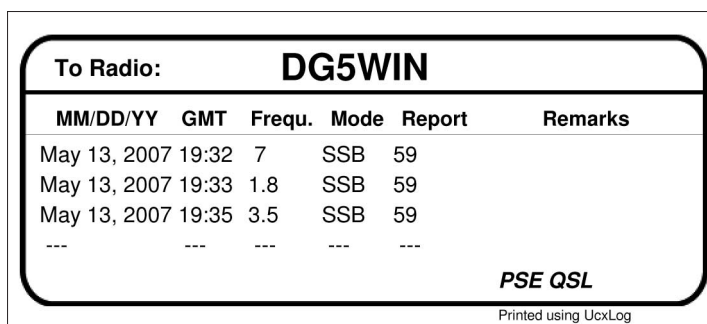 To Radio: DG5WIN
MM/DD/YY GMT Frequ. Mode Report Remarks
May 13, 2007 19:32 7 SSB 59
May 13, 2007 19:33 1.8 SSB 59
May 13, 2007 19:35 3.5 SSB 59
--- --- --- --- ---
PSE QSL
Printed using UcxLog